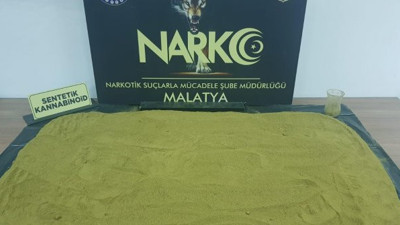 NARKO
NARKOTİK SUÇLARLA MÜCADELE ŞUBE MÜDÜRLÜĞÜ
MALATYA
SENTETİK
KANNABİNOİD